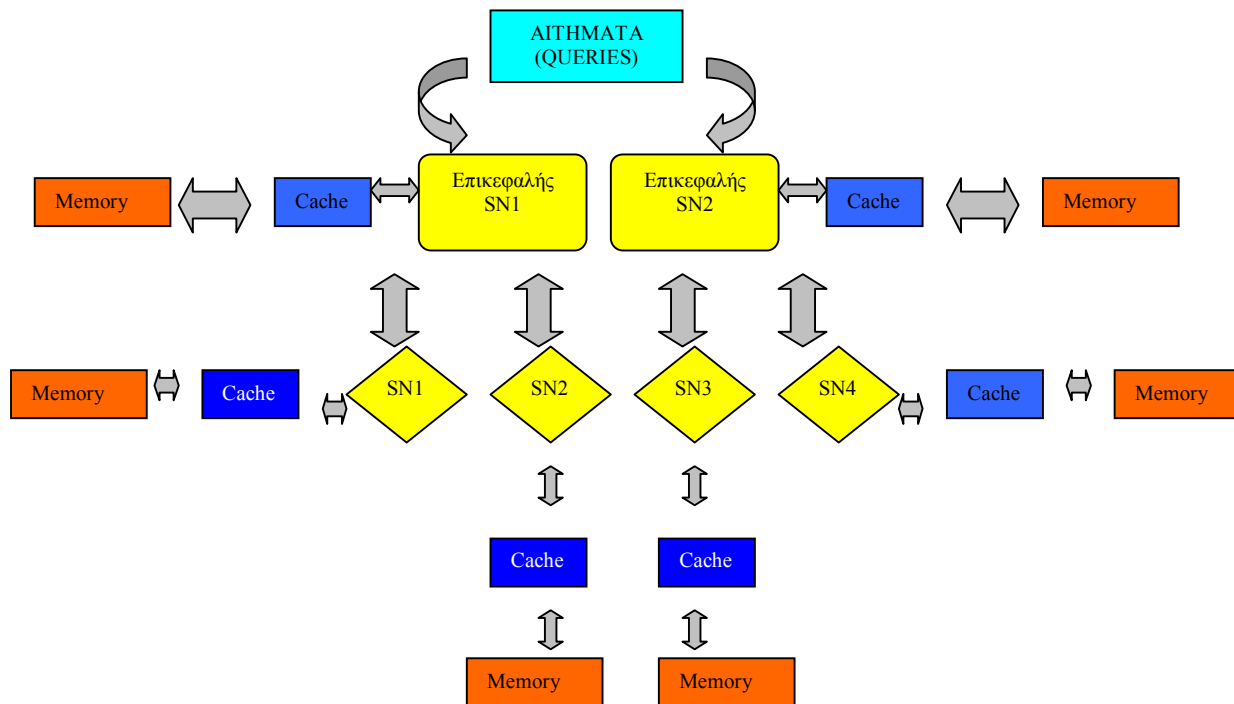 ΑΙΤΗΜΑΤΑ
(QUERIES)
Επικεφαλής
SN1
Επικεφαλής
SN2
Memory
Cache
Cache
Memory
Memory
Cache
SN1
SN2
SN3
SN4
Cache
Memory
Cache
Cache
Memory
Memory